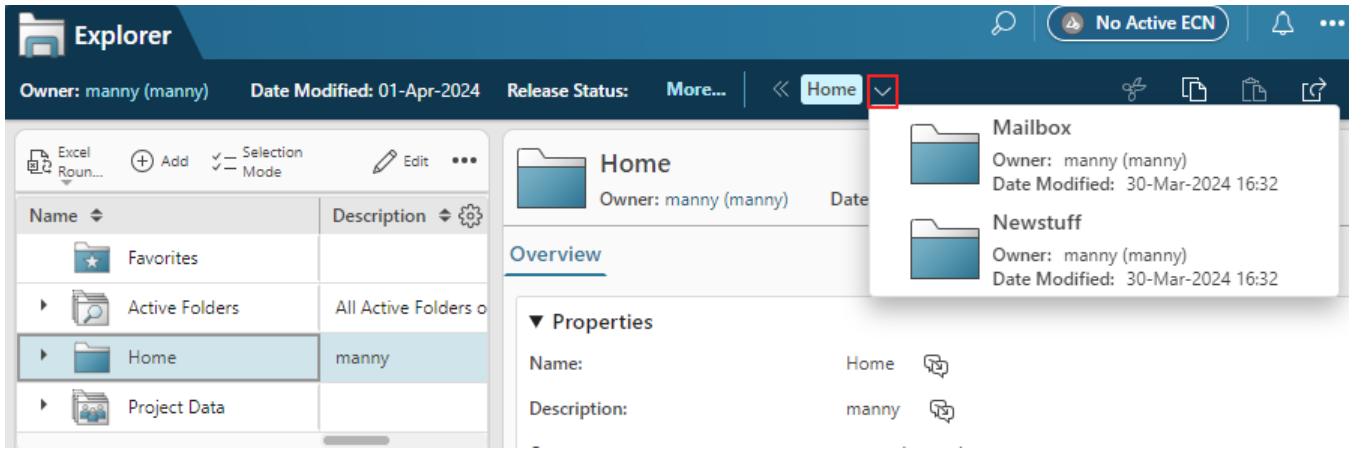 Explorer
No Active ECN
•••
Owner: manny (manny) Date Modified: 01-Apr-2024 Release Status: More... Home
Excel Roun...
Add
Selection Mode
Edit
•••
Name
Description
Favorites
Active Folders All Active Folders o
Home manny
Project Data
Home
Owner: manny (manny) Date
Overview
Properties
Name: Home
Description: manny
Mailbox
Owner: manny (manny)
Date Modified: 30-Mar-2024 16:32
Newstuff
Owner: manny (manny)
Date Modified: 30-Mar-2024 16:32